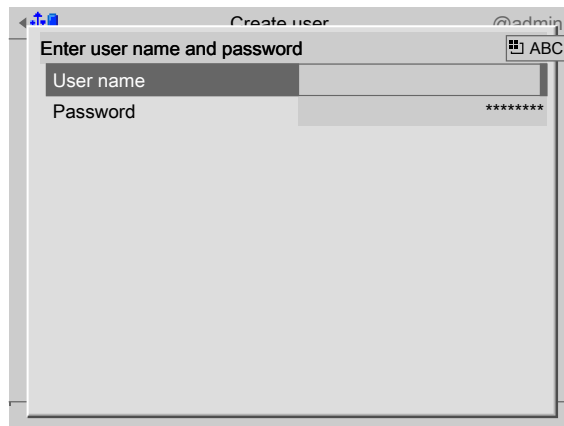 Create user @admin
Enter user name and password ABC
User name
Password ********